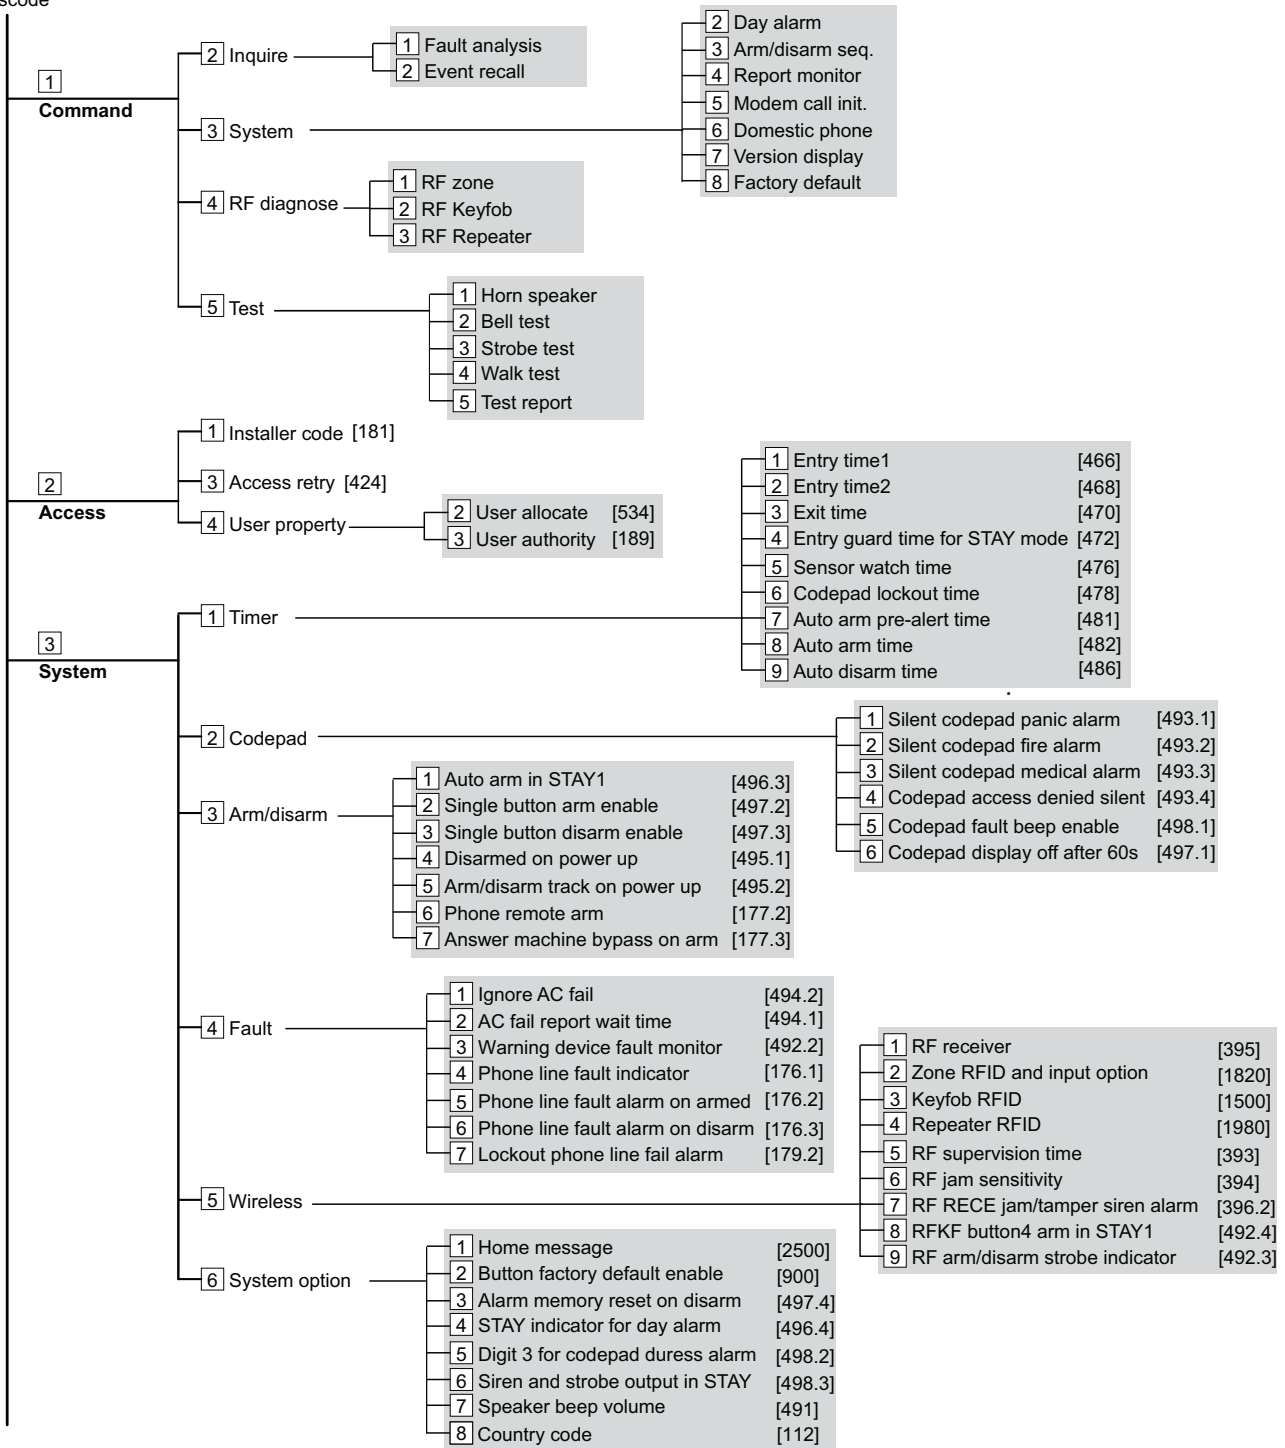 scode
1
Command
2 Inquire
1 Fault analysis
2 Event recall
3 System
2 Day alarm
3 Arm/disarm seq.
4 Report monitor
5 Modem call init.
6 Domestic phone
7 Version display
8 Factory default
4 RF diagnose
1 RF zone
2 RF Keyfob
3 RF Repeater
5 Test
1 Horn speaker
2 Bell test
3 Strobe test
4 Walk test
5 Test report
2
Access
1 Installer code [181]
3 Access retry [424]
4 User property
2 User allocate [534]
3 User authority [189]
3
System
1 Timer
1 Entry time1 [466]
2 Entry time2 [468]
3 Exit time [470]
4 Entry guard time for STAY mode [472]
5 Sensor watch time [476]
6 Codepad lockout time [478]
7 Auto arm pre-alert time [481]
8 Auto arm time [482]
9 Auto disarm time [486]
2 Codepad
1 Silent codepad panic alarm [493.1]
2 Silent codepad fire alarm [493.2]
3 Silent codepad medical alarm [493.3]
4 Codepad access denied silent [493.4]
5 Codepad fault beep enable [498.1]
6 Codepad display off after 60s [497.1]
3 Arm/disarm
1 Auto arm in STAY1 [496.3]
2 Single button arm enable [497.2]
3 Single button disarm enable [497.3]
4 Disarmed on power up [495.1]
5 Arm/disarm track on power up [495.2]
6 Phone remote arm [177.2]
7 Answer machine bypass on arm [177.3]
4 Fault
1 Ignore AC fail [494.2]
2 AC fail report wait time [494.1]
3 Warning device fault monitor [492.2]
4 Phone line fault indicator [176.1]
5 Phone line fault alarm on armed [176.2]
6 Phone line fault alarm on disarm [176.3]
7 Lockout phone line fail alarm [179.2]
5 Wireless
1 RF receiver [395]
2 Zone RFID and input option [1820]
3 Keyfob RFID [1500]
4 Repeater RFID [1980]
5 RF supervision time [393]
6 RF jam sensitivity [394]
7 RF RECE jam/tamper siren alarm [396.2]
8 RFKF button4 arm in STAY1 [492.4]
9 RF arm/disarm strobe indicator [492.3]
6 System option
1 Home message [2500]
2 Button factory default enable [900]
3 Alarm memory reset on disarm [497.4]
4 STAY indicator for day alarm [496.4]
5 Digit 3 for codepad duress alarm [498.2]
6 Siren and strobe output in STAY [498.3]
7 Speaker beep volume [491]
8 Country code [112]